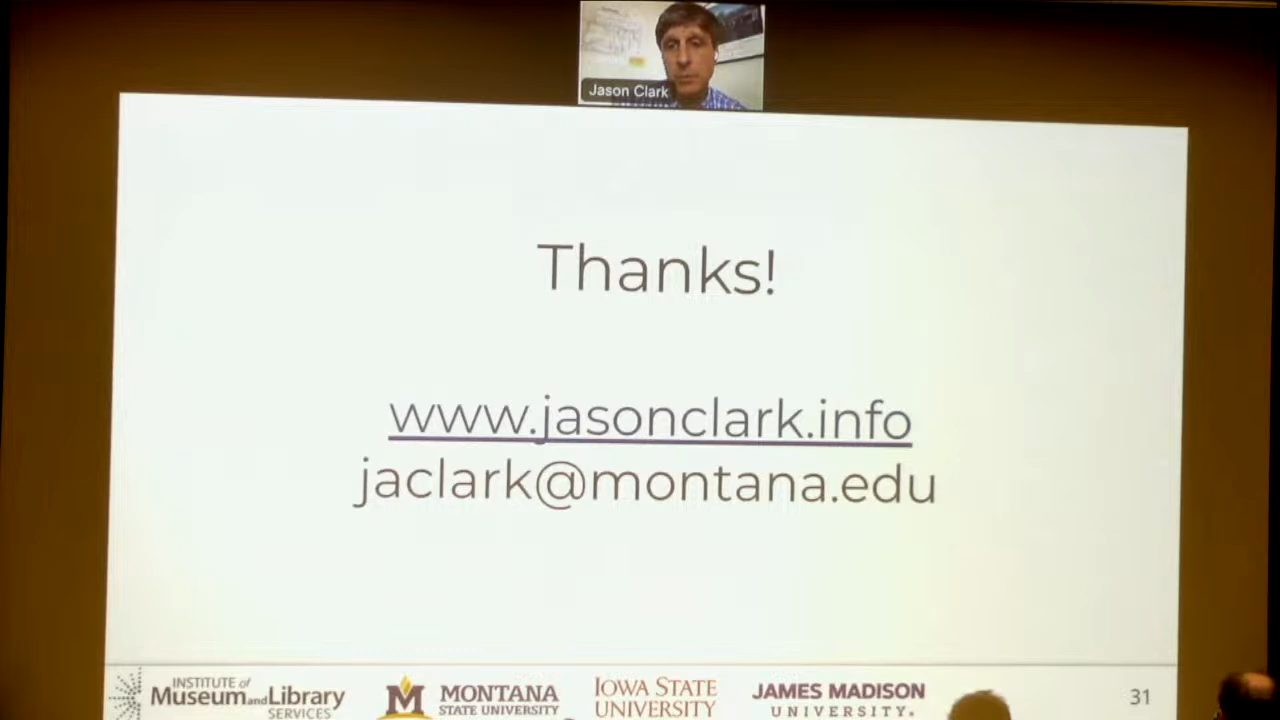 Jason Clark
Thanks!
www.jasonclark.info
jaclark@montana.edu
INSTITUTE of
Museum and Library
SERVICES
MONTANA
STATE UNIVERSITY
IOWA STATE
UNIVERSITY
JAMES MADISON
UNIVERSITY.
31